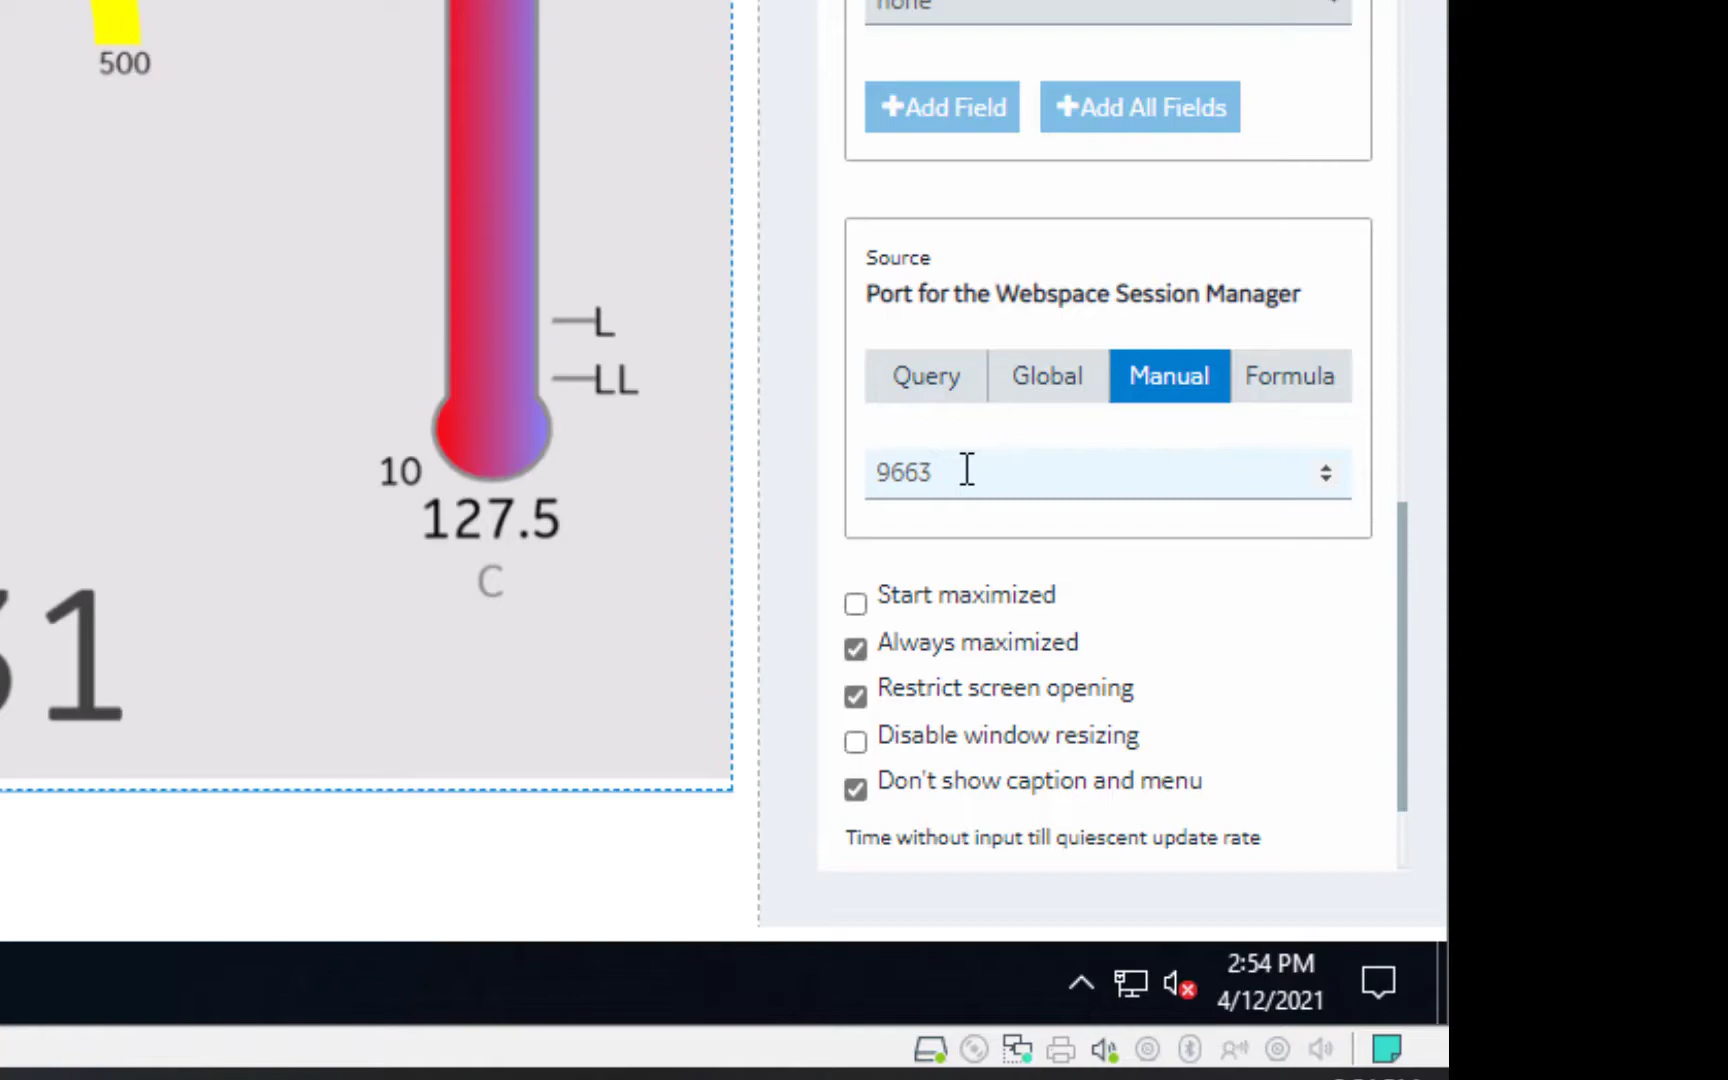 none
500
+Add Field
+Add All Fields
Source
Port for the Webspace Session Manager
Query
Global
Manual
Formula
9663
L
LL
10
127.5
C
1
Start maximized
Always maximized
Restrict screen opening
Disable window resizing
Don't show caption and menu
Time without input till quiescent update rate
2:54 PM
4/12/2021